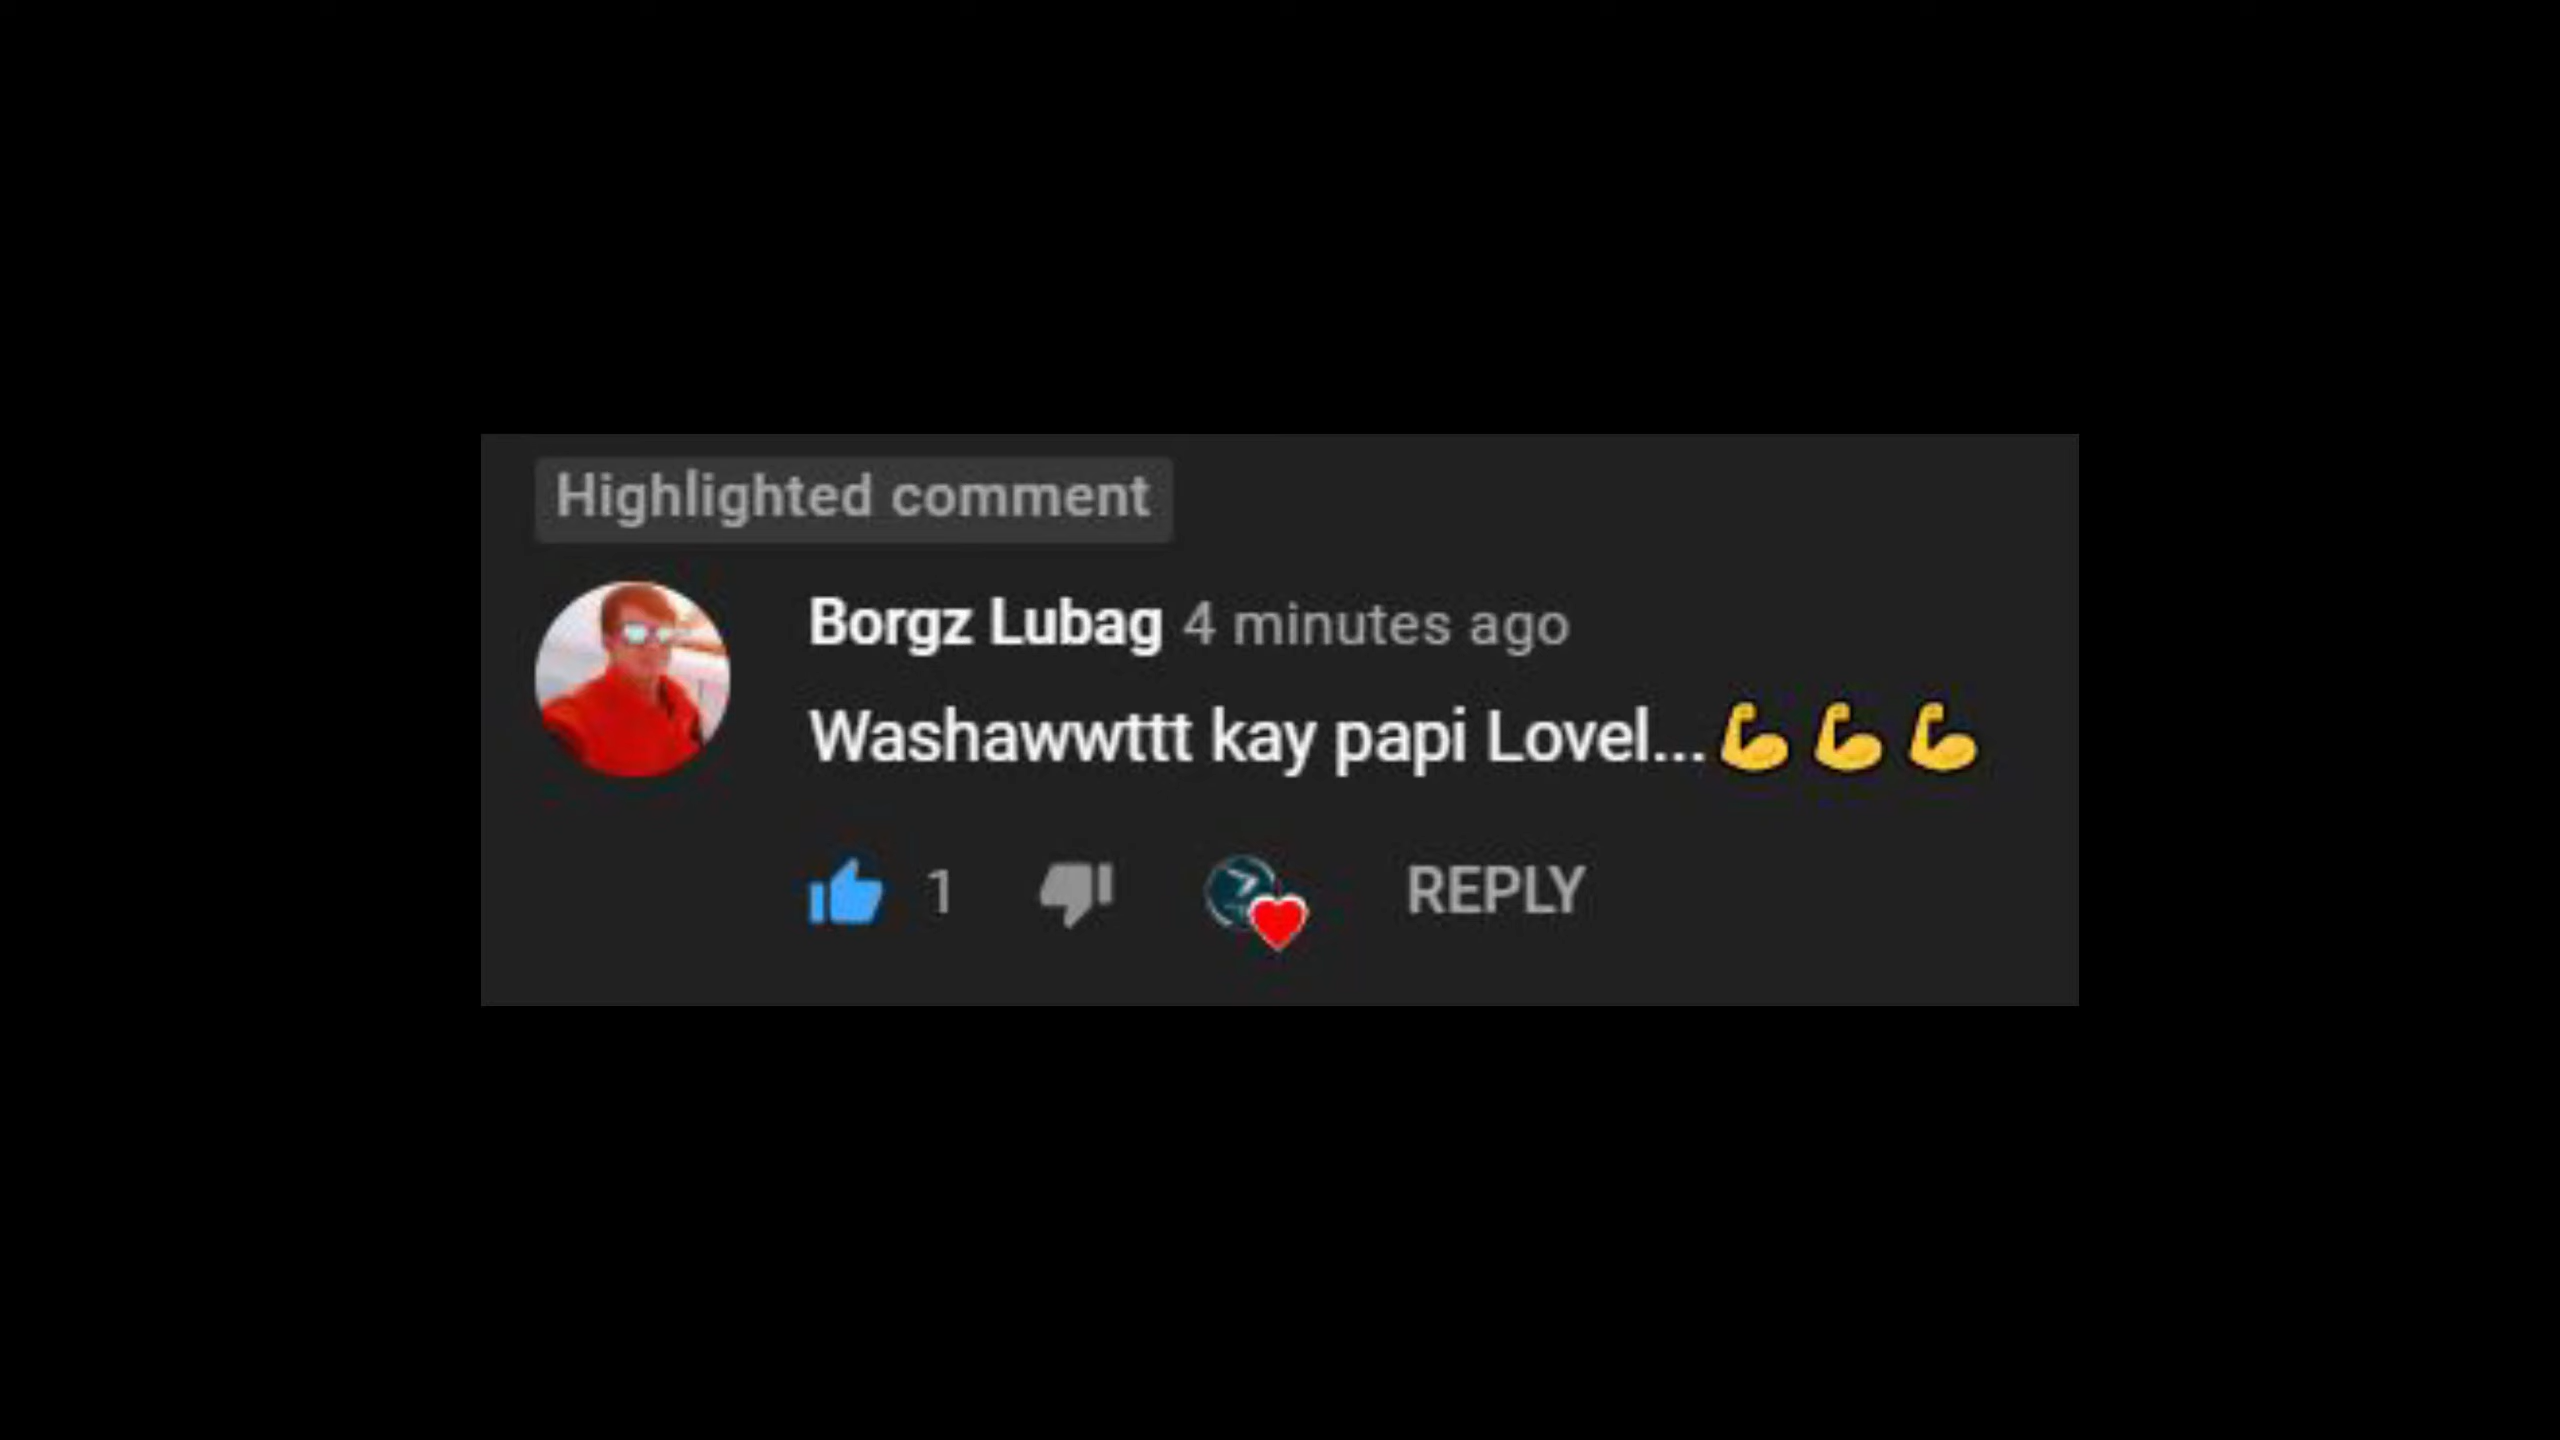 Highlighted comment
Borgz Lubag 4 minutes ago
Washawwttt kay papi Lovel...💪💪💪
1 REPLY